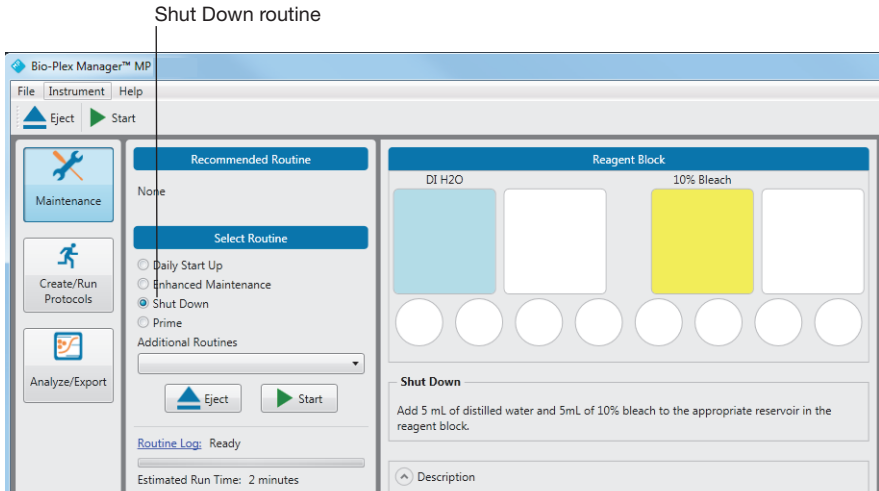 Shut Down routine
Bio-Plex Manager™ MP
File Instrument Help
Eject Start
Maintenance
Create/Run
Protocols
Analyze/Export
Recommended Routine
None
Select Routine
Daily Start Up
Enhanced Maintenance
Shut Down
Prime
Additional Routines
Eject Start
Routine Log: Ready
Estimated Run Time: 2 minutes
Reagent Block
DI H2O 10% Bleach
Shut Down
Add 5 mL of distilled water and 5mL of 10% bleach to the appropriate reservoir in the
reagent block.
Description